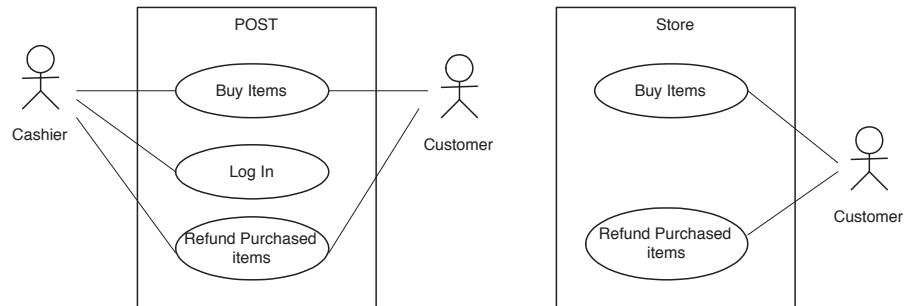 POST
Buy Items
Cashier
Customer
Log In
Refund Purchased
items
Store
Buy Items
Customer
Refund Purchased
items